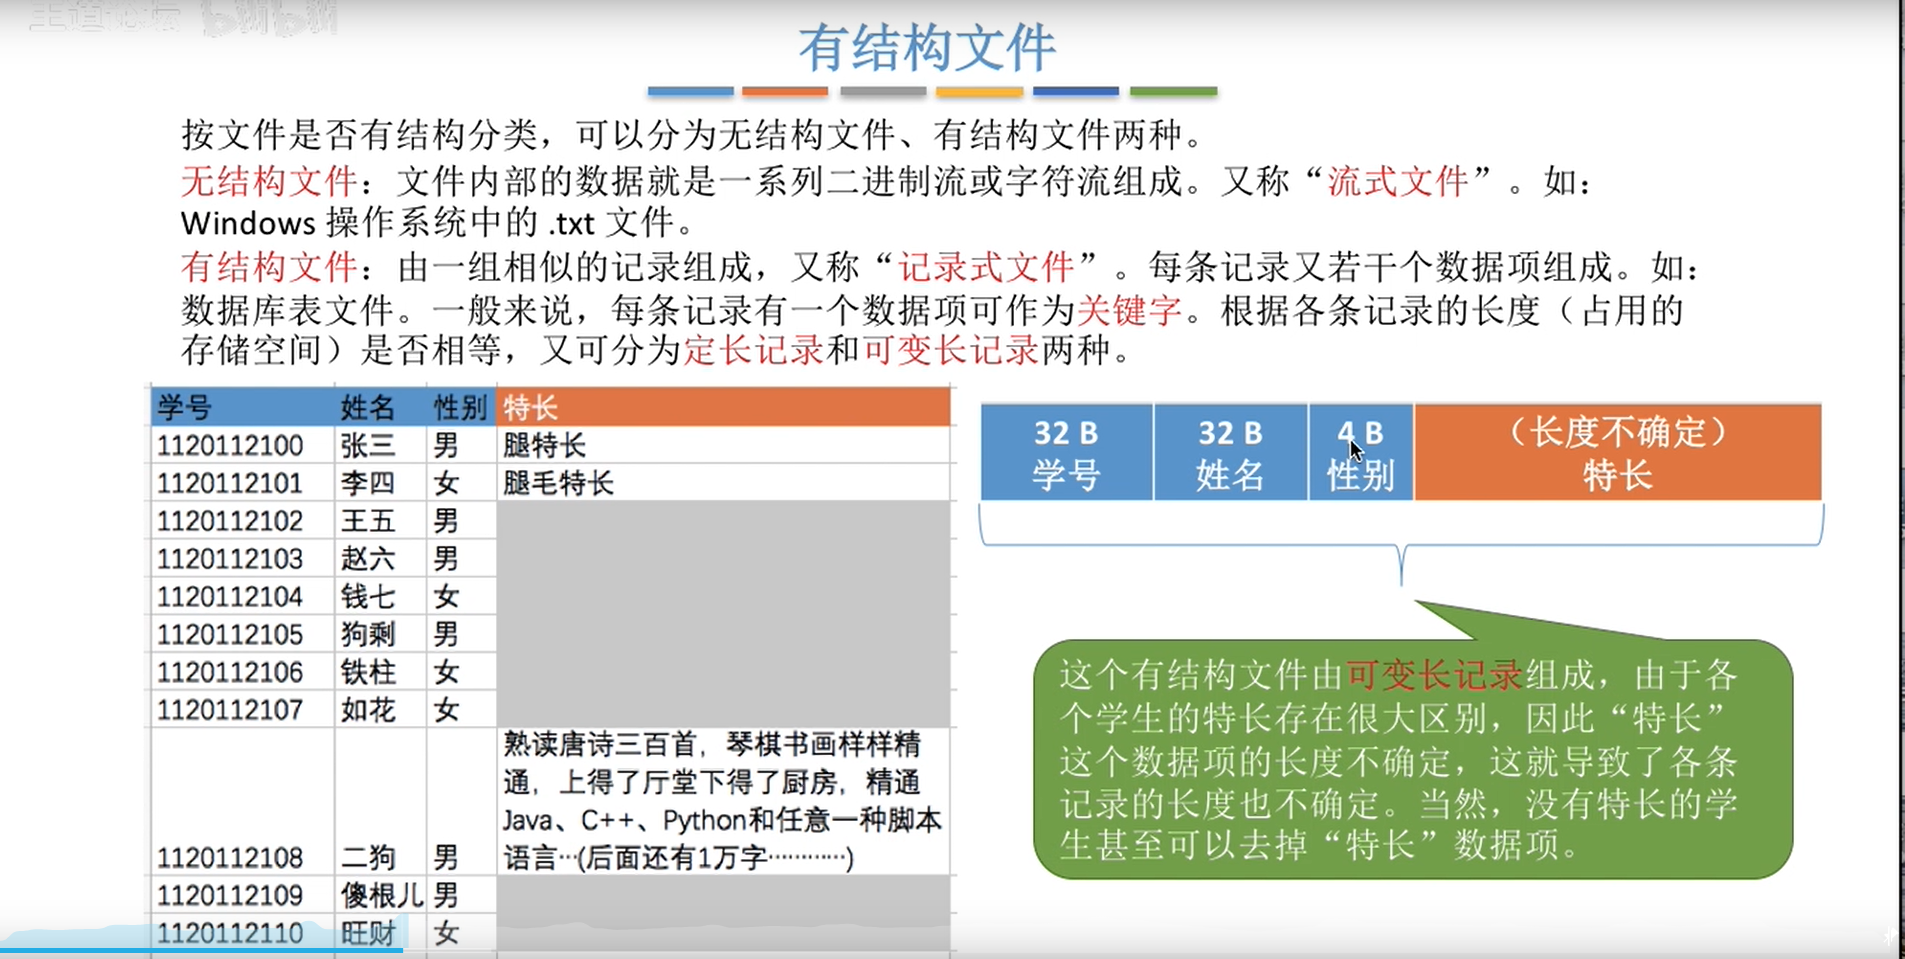 王道论坛 bilibili
有结构文件
按文件是否有结构分类，可以分为无结构文件、有结构文件两种。
无结构文件：文件内部的数据就是一系列二进制流或字符流组成。又称“流式文件”。如：
Windows 操作系统中的 .txt 文件。
有结构文件：由一组相似的记录组成，又称“记录式文件”。每条记录又若干个数据项组成。如：
数据库表文件。一般来说，每条记录有一个数据项可作为关键字。根据各条记录的长度（占用的
存储空间）是否相等，又可分为定长记录和可变长记录两种。
学号 姓名 性别 特长
1120112100 张三 男 腿特长
1120112101 李四 女 腿毛特长
1120112102 王五 男
1120112103 赵六 男
1120112104 钱七 女
1120112105 狗剩 男
1120112106 铁柱 女
1120112107 如花 女
熟读唐诗三百首，琴棋书画样样精
通，上得了厅堂下得了厨房，精通
Java、C++、Python和任意一种脚本
1120112108 二狗 男 语言···(后面还有1万字············)
1120112109 傻根儿 男
1120112110 旺财 女
32 B 32 B 4 B （长度不确定）
学号 姓名 性别 特长
这个有结构文件由可变长记录组成，由于各
个学生的特长存在很大区别，因此“特长”
这个数据项的长度不确定，这就导致了各条
记录的长度也不确定。当然，没有特长的学
生甚至可以去掉“特长”数据项。